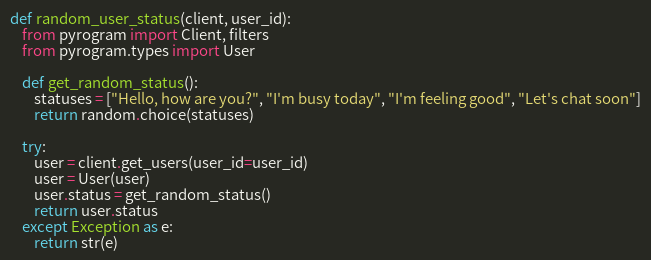 def random_user_status(client, user_id):
    from pyrogram import Client, filters
    from pyrogram.types import User

    def get_random_status():
        statuses = ["Hello, how are you?", "I'm busy today", "I'm feeling good", "Let's chat soon"]
        return random.choice(statuses)

    try:
        user = client.get_users(user_id=user_id)
        user = User(user)
        user.status = get_random_status()
        return user.status
    except Exception as e:
        return str(e)